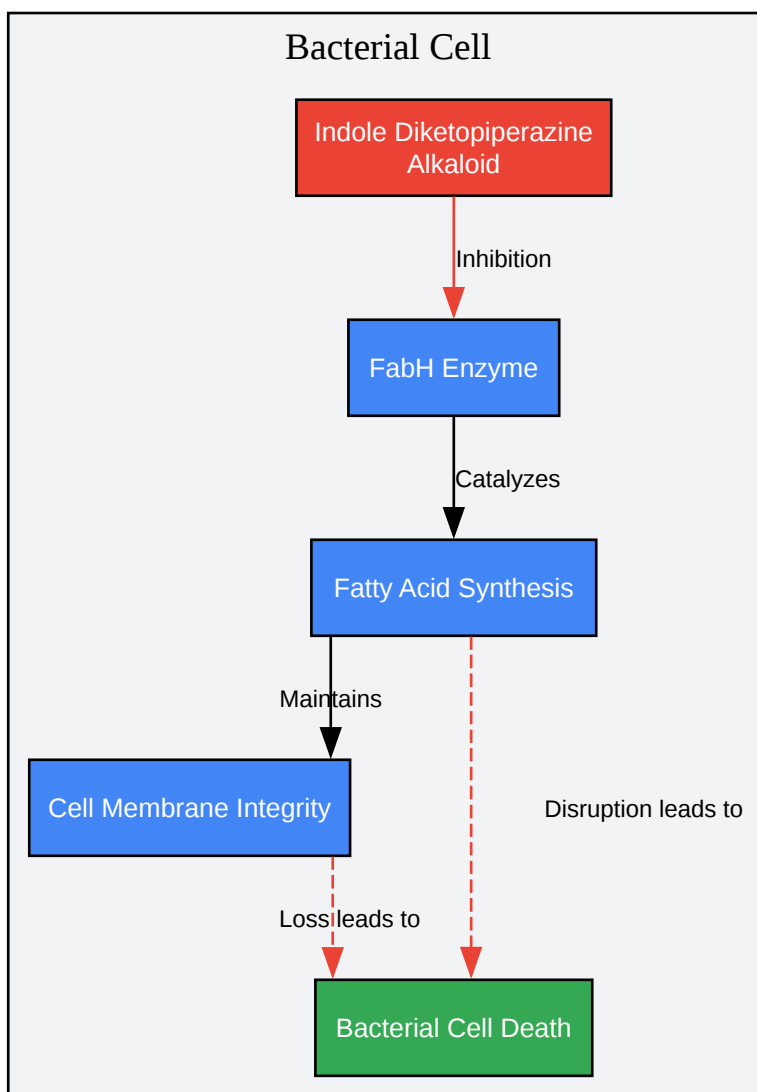 Bacterial Cell
Indole Diketopiperazine
Alkaloid
Inhibition
FabH Enzyme
Catalyzes
Fatty Acid Synthesis
Maintains
Cell Membrane Integrity
Disruption leads to
Loss leads to
Bacterial Cell Death